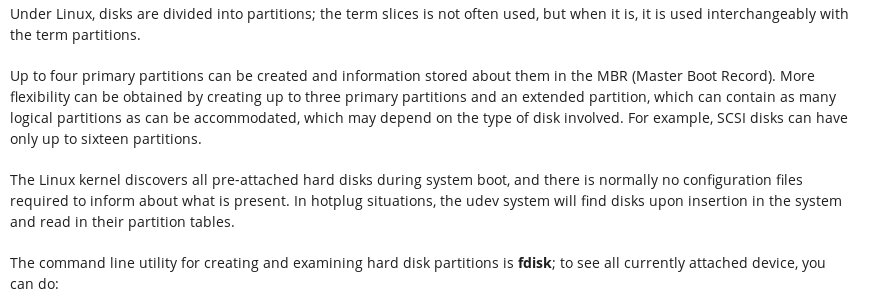 Under Linux, disks are divided into partitions; the term slices is not often used, but when it is, it is used interchangeably with
the term partitions.
Up to four primary partitions can be created and information stored about them in the MBR (Master Boot Record). More
flexibility can be obtained by creating up to three primary partitions and an extended partition, which can contain as many
logical partitions as can be accommodated, which may depend on the type of disk involved. For example, SCSI disks can have
only up to sixteen partitions.
The Linux kernel discovers all pre-attached hard disks during system boot, and there is normally no configuration files
required to inform about what is present. In hotplug situations, the udev system will find disks upon insertion in the system
and read in their partition tables.
The command line utility for creating and examining hard disk partitions is fdisk; to see all currently attached device, you
can do: